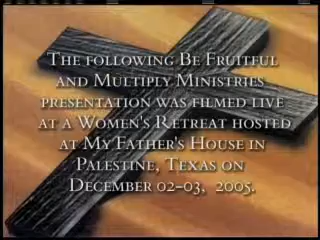 The following Be Fruitful
and Multiply Ministries
presentation was filmed live
at a Women's Retreat hosted
at My Father's House in
Palestine, Texas on
December 02-03, 2005.